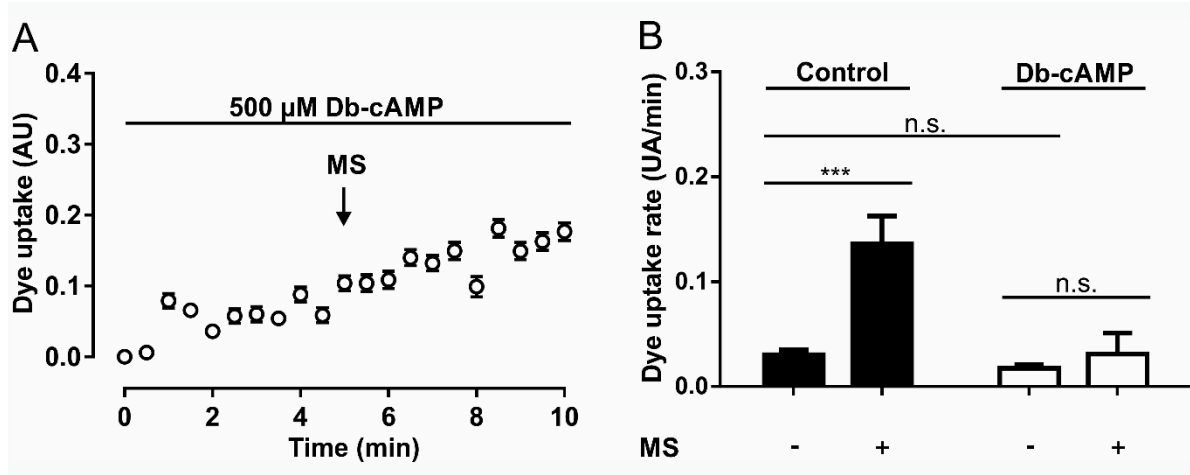 A
Dye uptake (AU)
0.4
0.3
0.2
0.1
0.0
500 µM Db-cAMP
MS
0 2 4 6 8 10
Time (min)
B
Dye uptake rate (UA/min)
0.3
0.2
0.1
0.0
Control Db-cAMP
n.s.
***
n.s.
MS - + - +